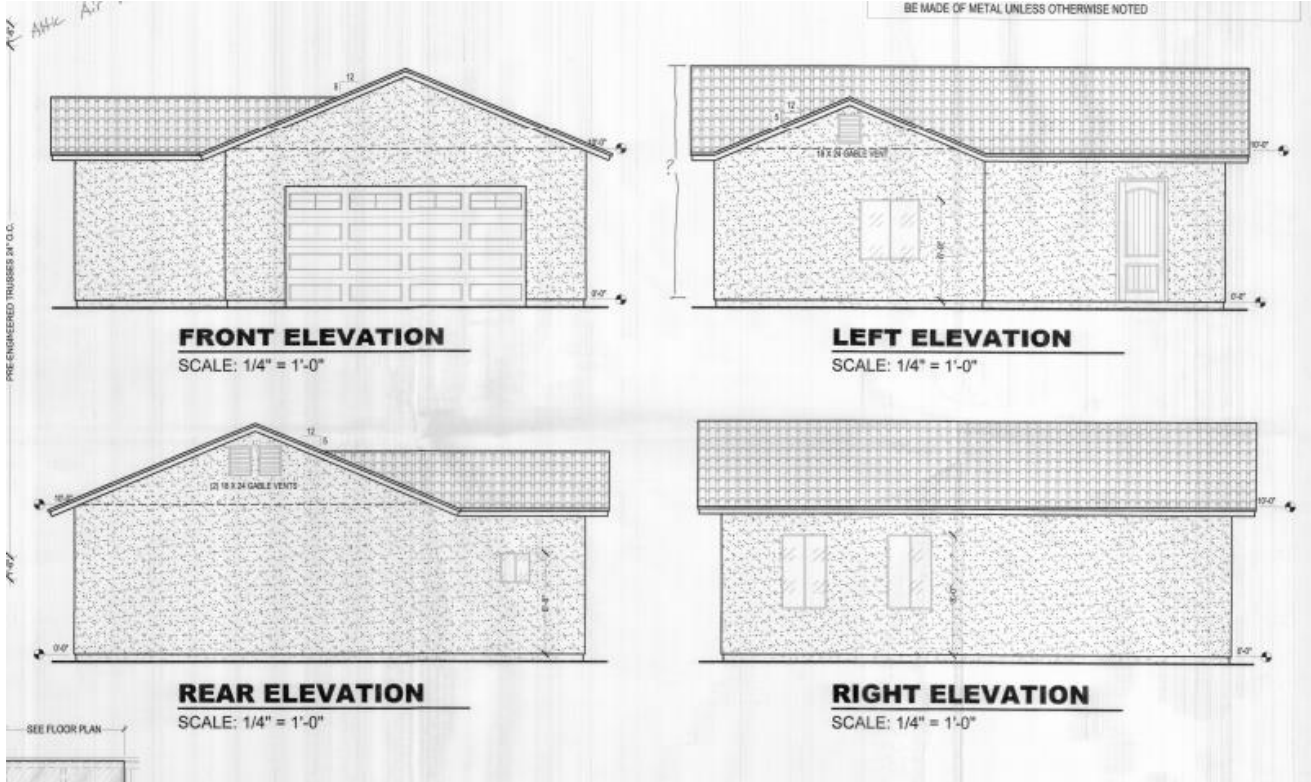 Attic Air
BE MADE OF METAL UNLESS OTHERWISE NOTED
PRE-ENGINEERED TRUSSES 24" O.C.
12
10'-0"
0'-0"
FRONT ELEVATION
SCALE: 1/4" = 1'-0"
?
12
5
18 X 24 GABLE VENT
10'-0"
0'-0"
LEFT ELEVATION
SCALE: 1/4" = 1'-0"
12
5
(2) 18 X 24 GABLE VENTS
10'-0"
0'-0"
REAR ELEVATION
SCALE: 1/4" = 1'-0"
10'-0"
RIGHT ELEVATION
SCALE: 1/4" = 1'-0"
SEE FLOOR PLAN